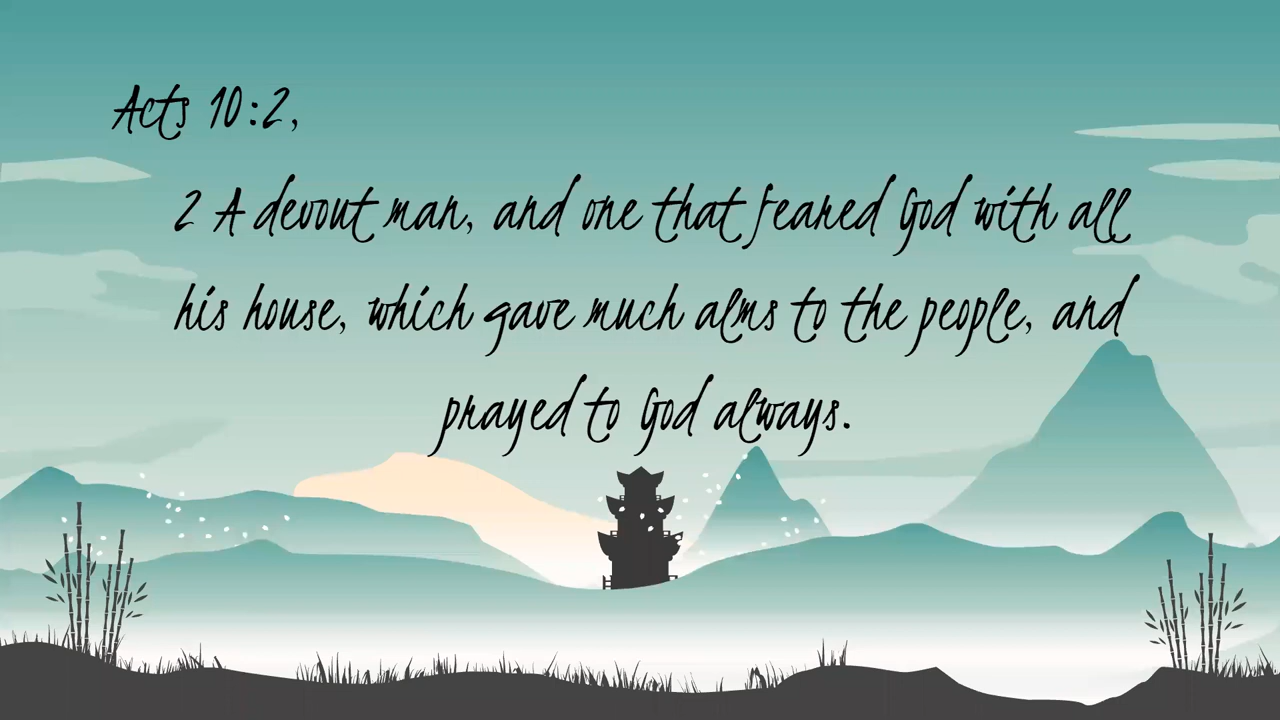 Acts 10:2,
2 A devout man, and one that feared God with all
his house, which gave much alms to the people, and
prayed to God always.